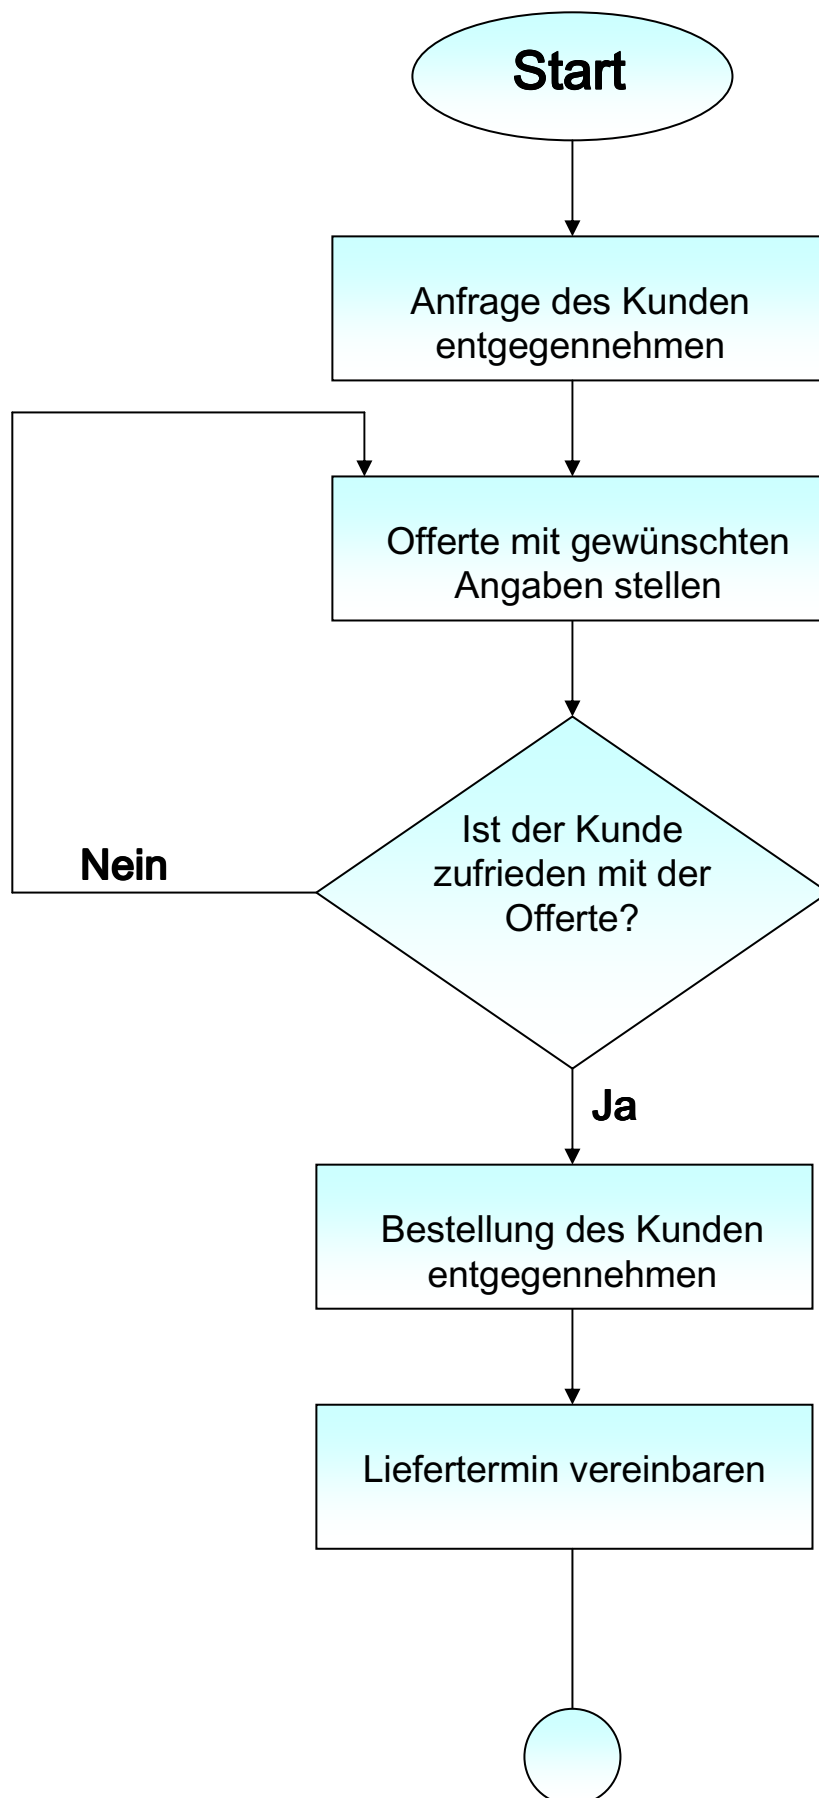 Start
Anfrage des Kunden
entgegennehmen
Offerte mit gewünschten
Angaben stellen
Ist der Kunde
zufrieden mit der
Offerte?
Nein
Ja
Bestellung des Kunden
entgegennehmen
Liefertermin vereinbaren